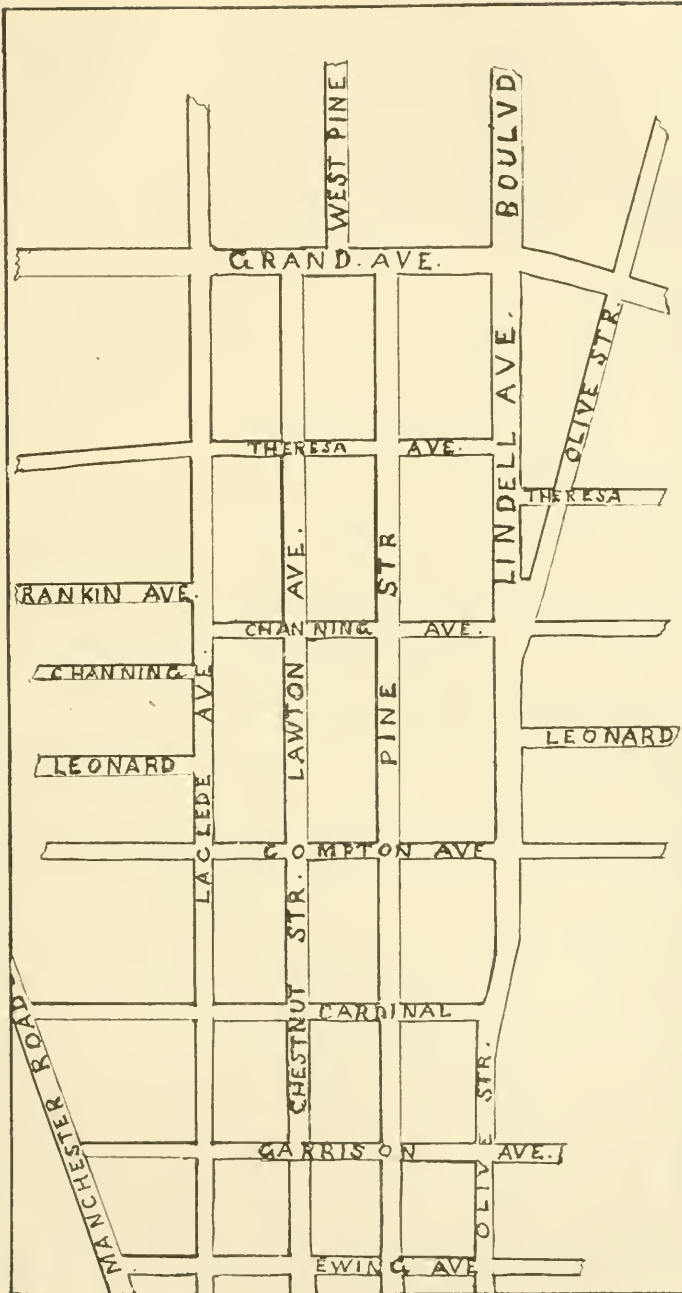 WEST PINE
BOULVD
GRAND. AVE.
LINDELL AVE.
OLIVE STR.
THERESA AVE.
THERESA
RANKIN AVE.
CHANNING AVE.
CHANNING
LEONARD
LEONARD
LACLEDE AVE.
LAWTON AVE.
PINE STR
COMPTON AVE
CHESTNUT STR.
CARDINAL
MANCHESTER ROAD
OLIVE STR.
GARRISON AVE.
EWING AVE